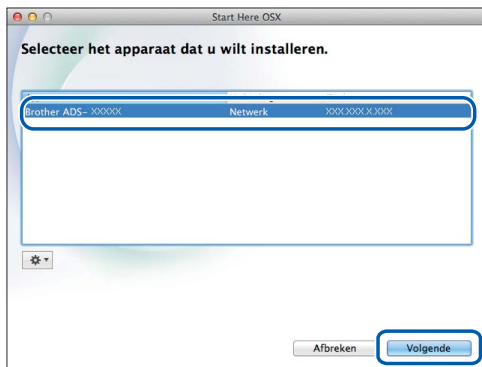 Start Here OSX
Selecteer het apparaat dat u wilt installeren.
Brother ADS- XXXXX Netwerk XXX.XXX.X.XXX
Afbreken Volgende